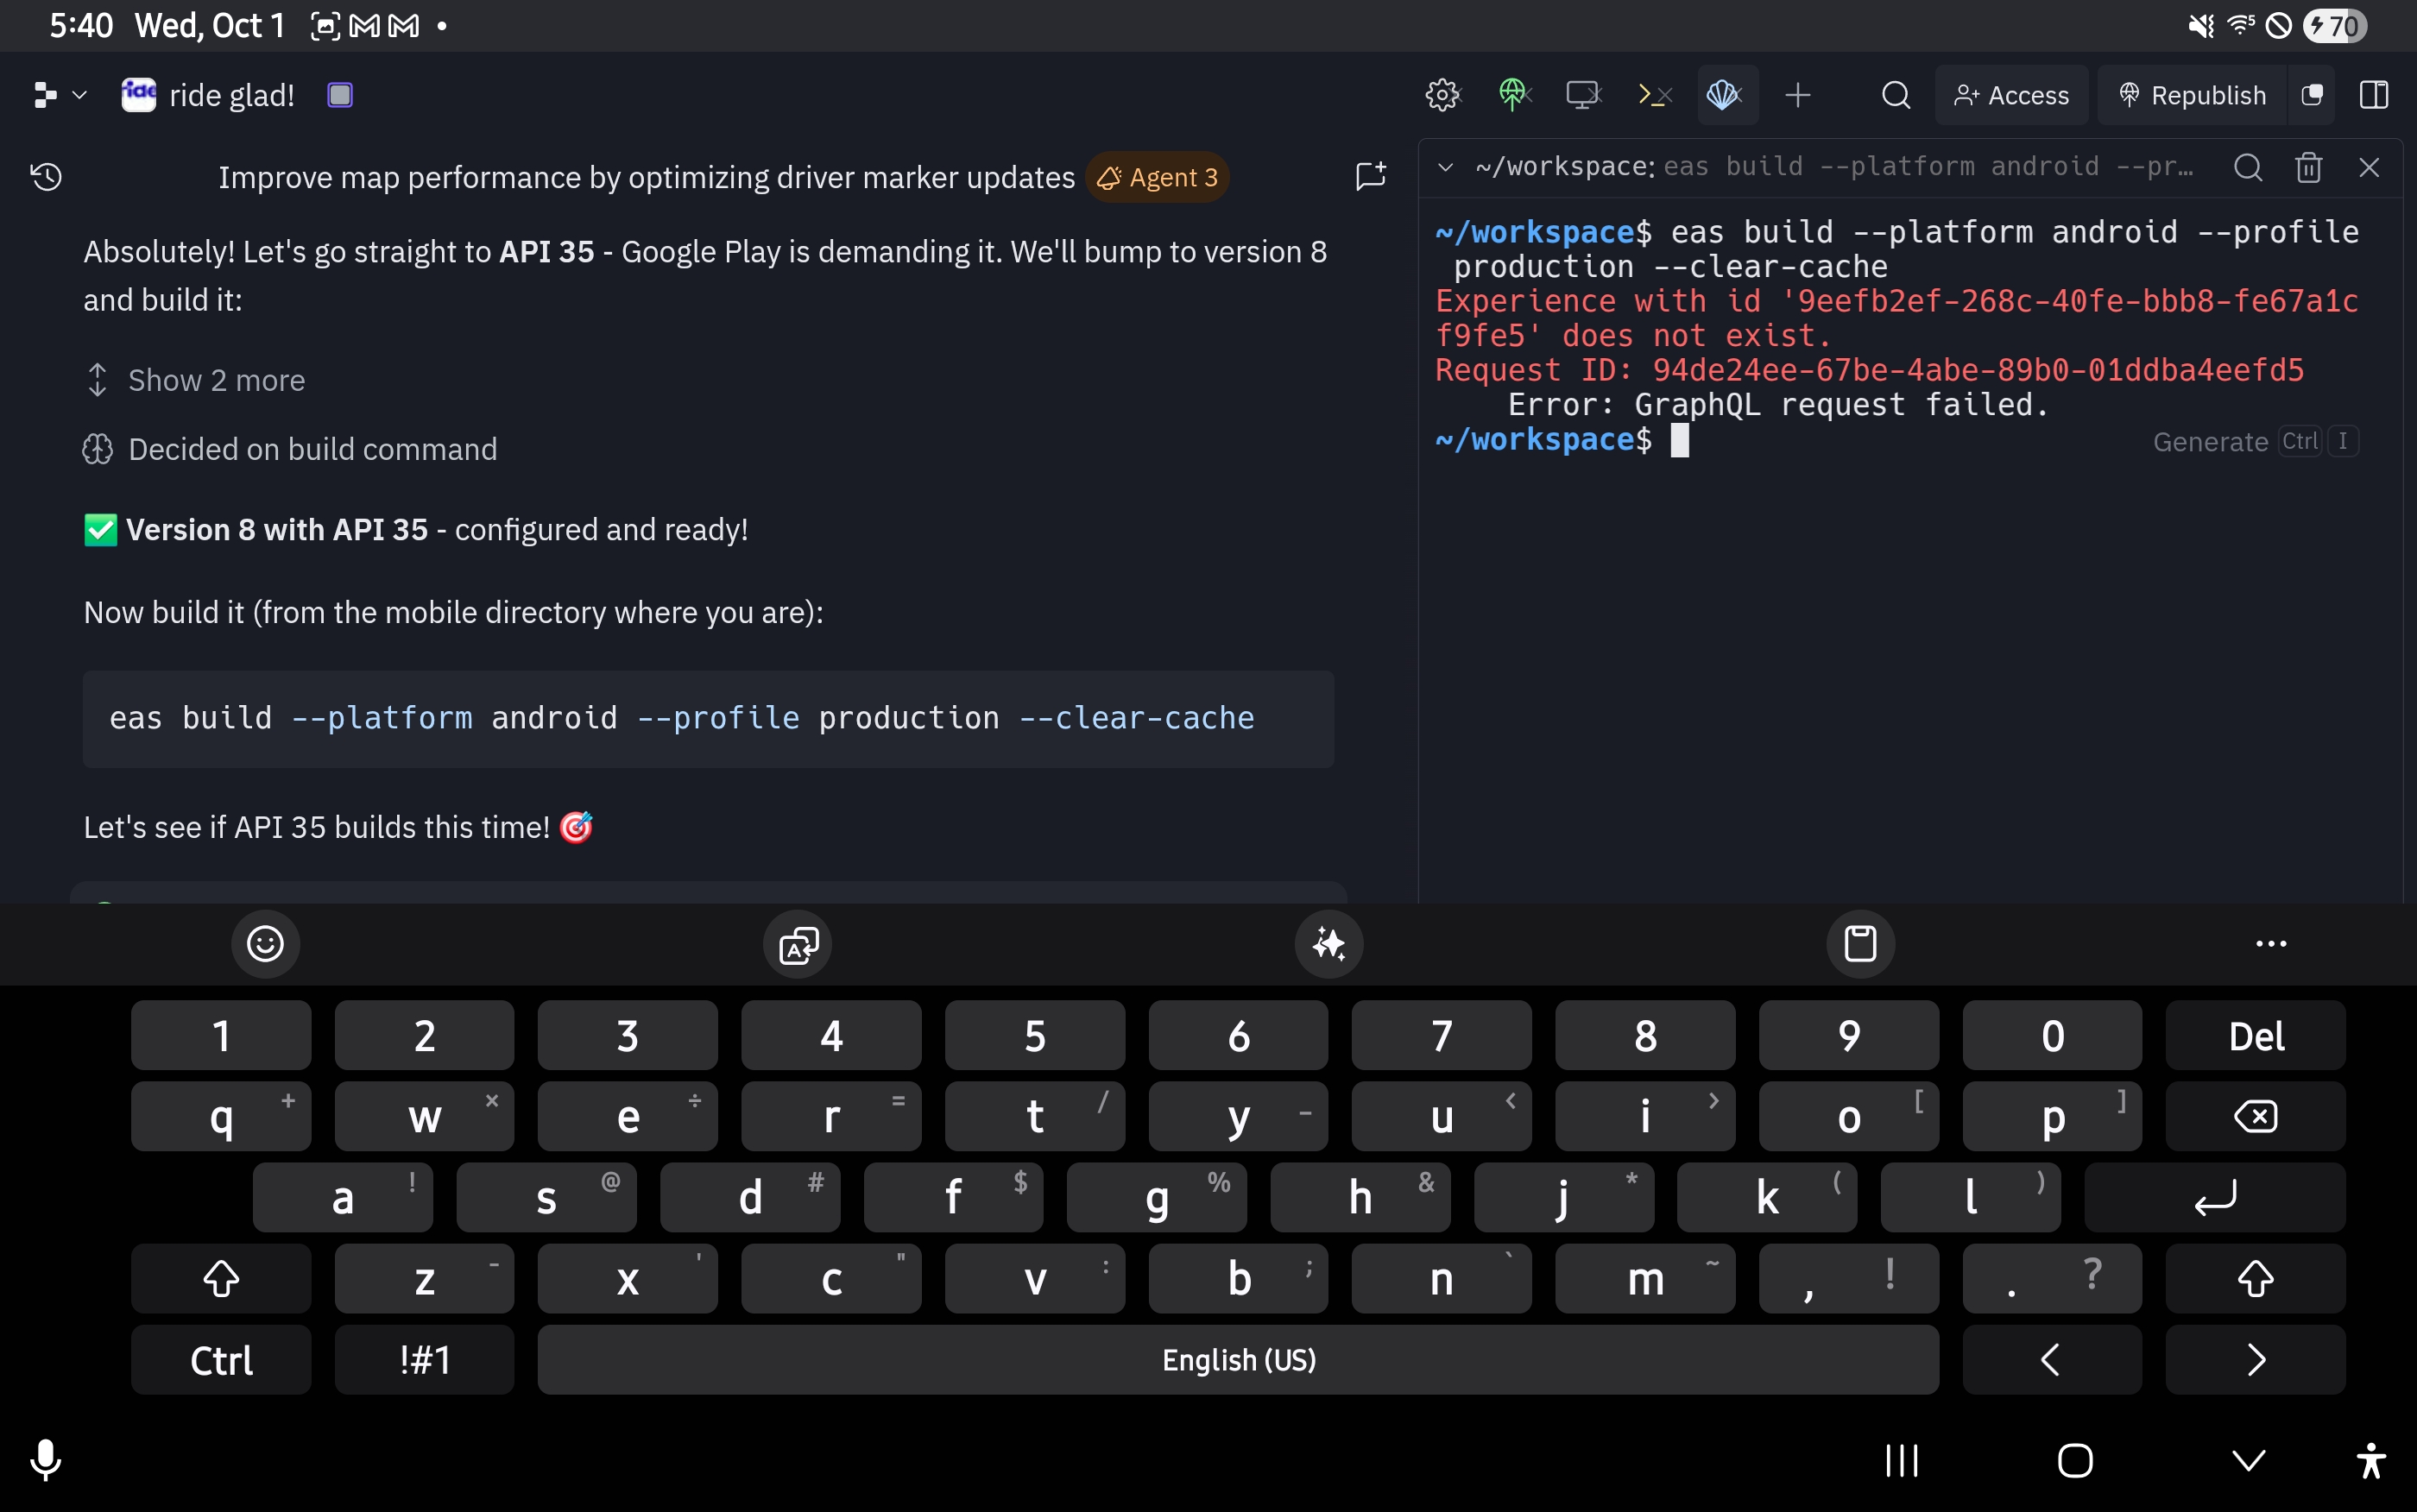 5:40 Wed, Oct 1
70
ride glad!
Access
Republish
Improve map performance by optimizing driver marker updates Agent 3
Absolutely! Let's go straight to API 35 - Google Play is demanding it. We'll bump to version 8
and build it:
Show 2 more
Decided on build command
✅ Version 8 with API 35 - configured and ready!
Now build it (from the mobile directory where you are):
eas build --platform android --profile production --clear-cache
Let's see if API 35 builds this time! 🎯
~/workspace: eas build --platform android --pr…
~/workspace$ eas build --platform android --profile
production --clear-cache
Experience with id '9eefb2ef-268c-40fe-bbb8-fe67a1c
f9fe5' does not exist.
Request ID: 94de24ee-67be-4abe-89b0-01ddba4eefd5
Error: GraphQL request failed.
~/workspace$
Generate Ctrl I
1 2 3 4 5 6 7 8 9 0 Del
q + w × e ÷ r = t / y _ u < i > o [ p ]
a ! s @ d # f $ g % h & j * k ( l )
z - x ' c " v : b ; n ` m ~ , ! . ?
Ctrl !#1 English (US) < >